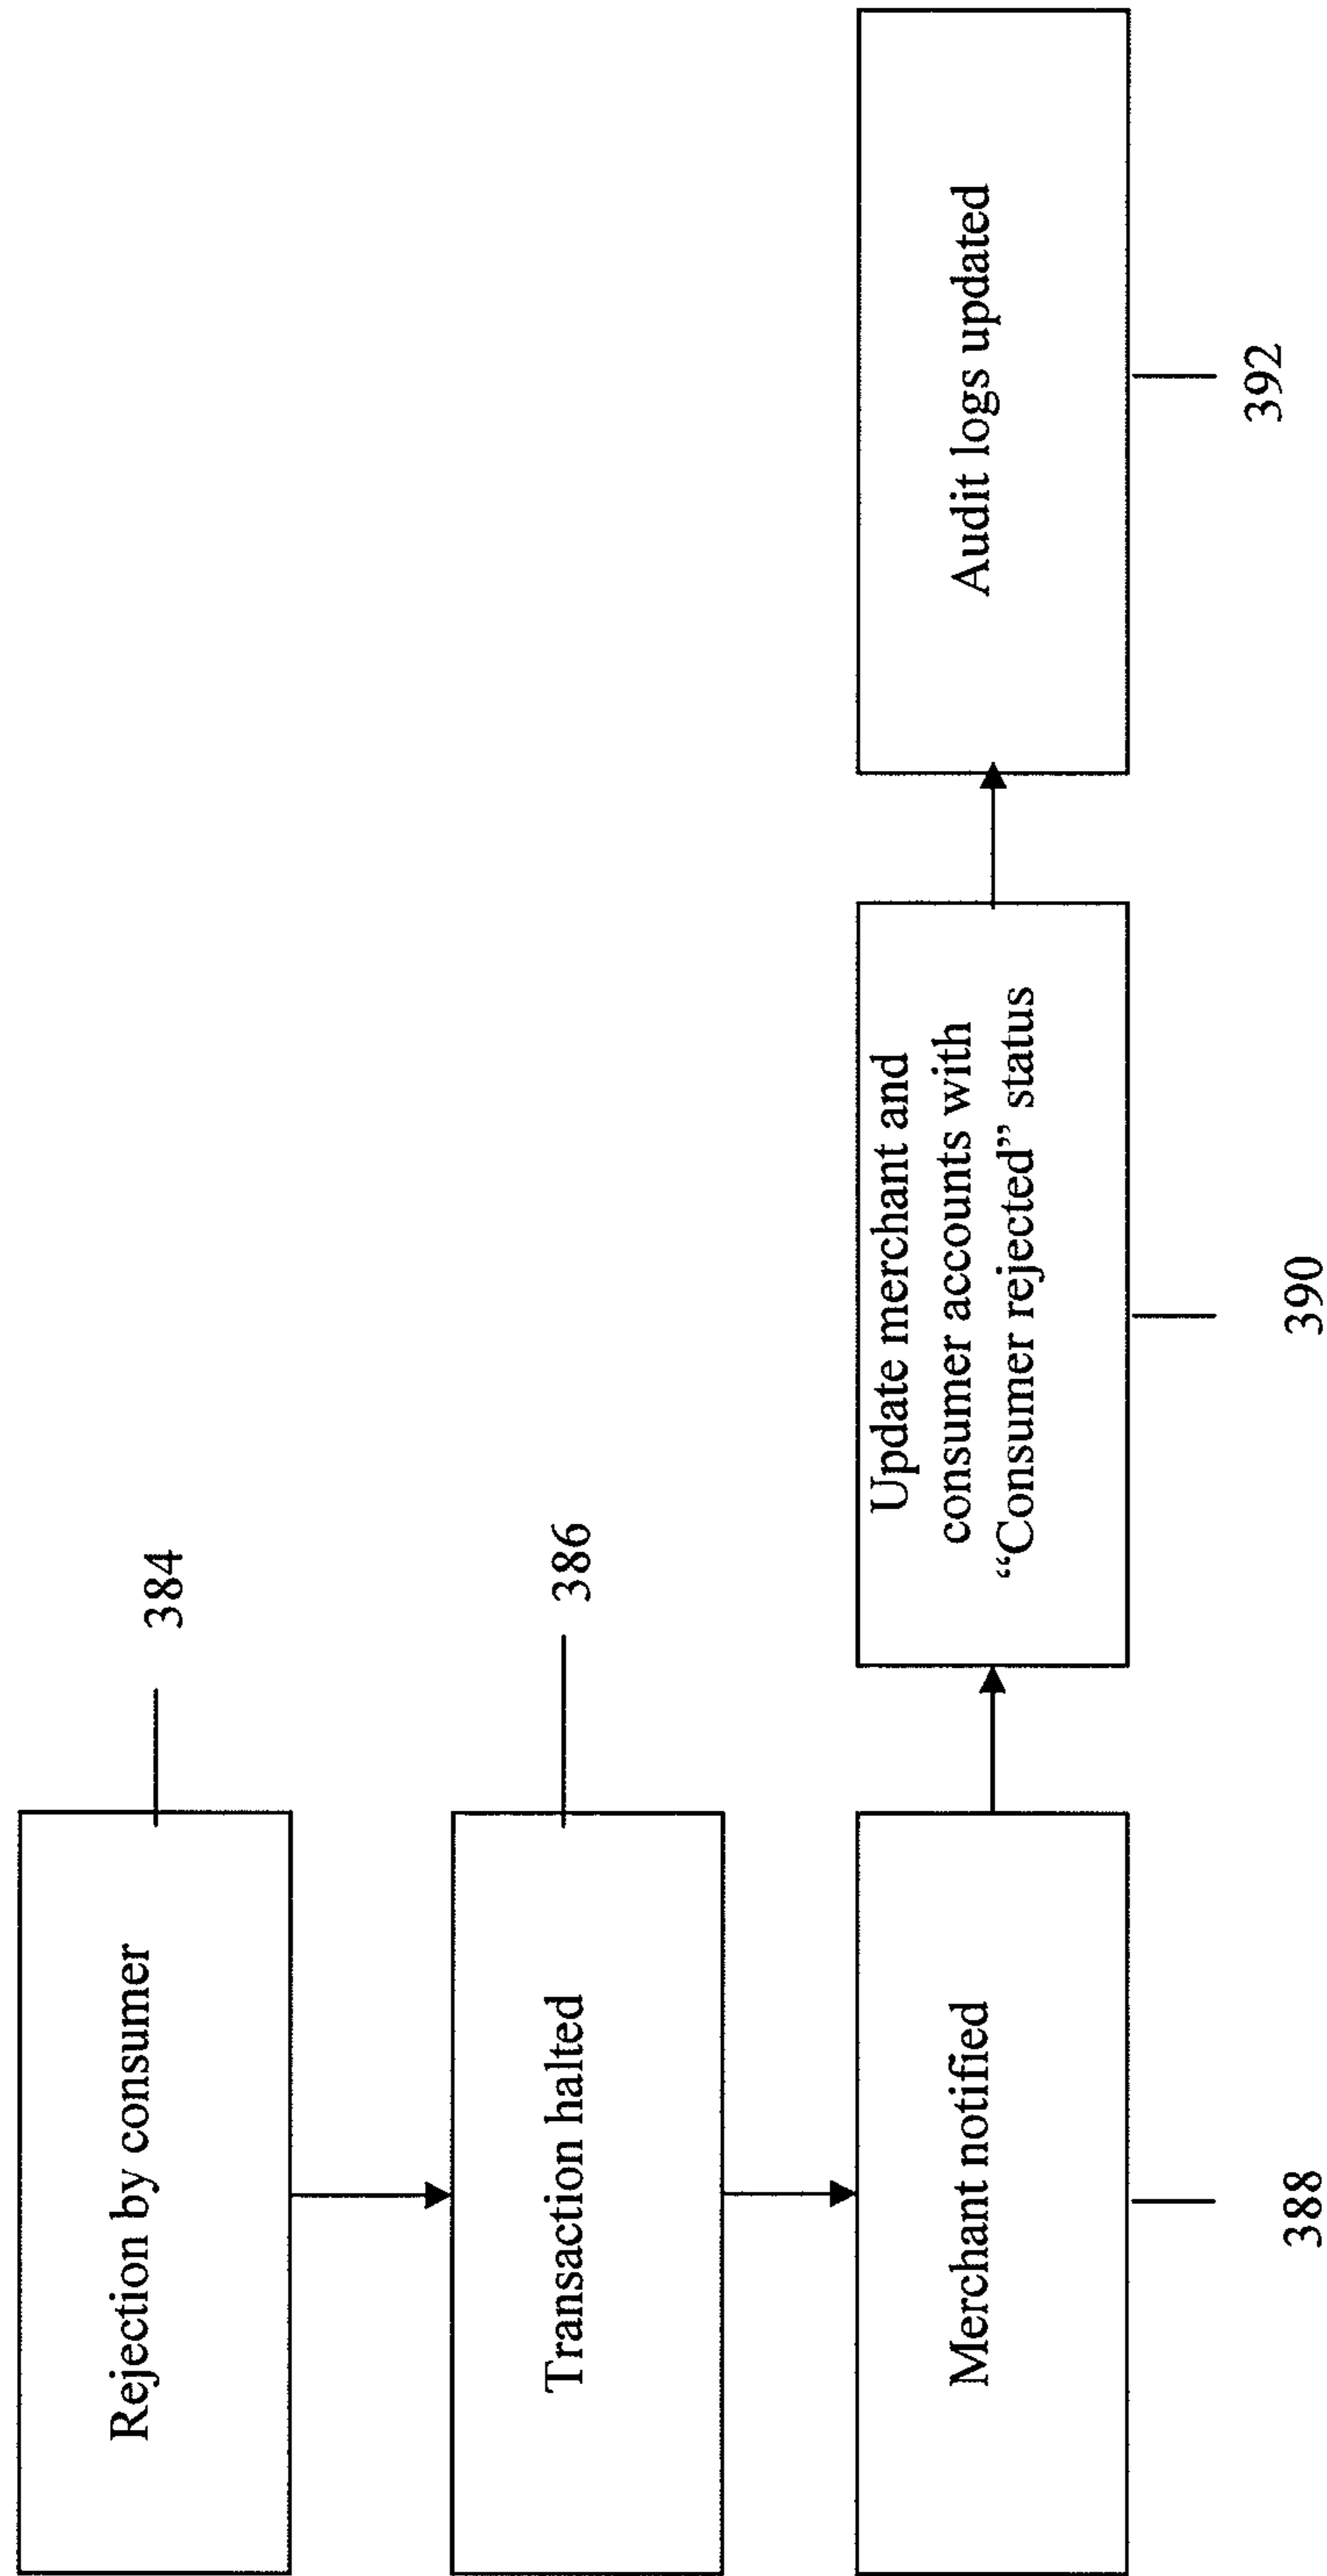 Rejection by consumer
384
Transaction halted
386
Merchant notified
388
Update merchant and
consumer accounts with
“Consumer rejected” status
390
Audit logs updated
392